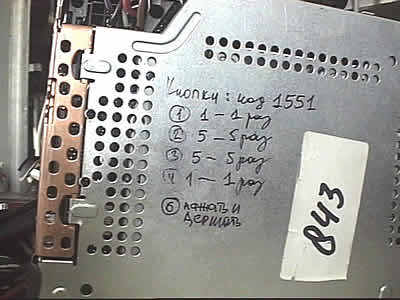 Кнопки: код 1551
① 1 – 1 раз
② 5 – 5 раз
③ 5 – 5 раз
④ 1 – 1 раз
⑥ нажать и
держать
843